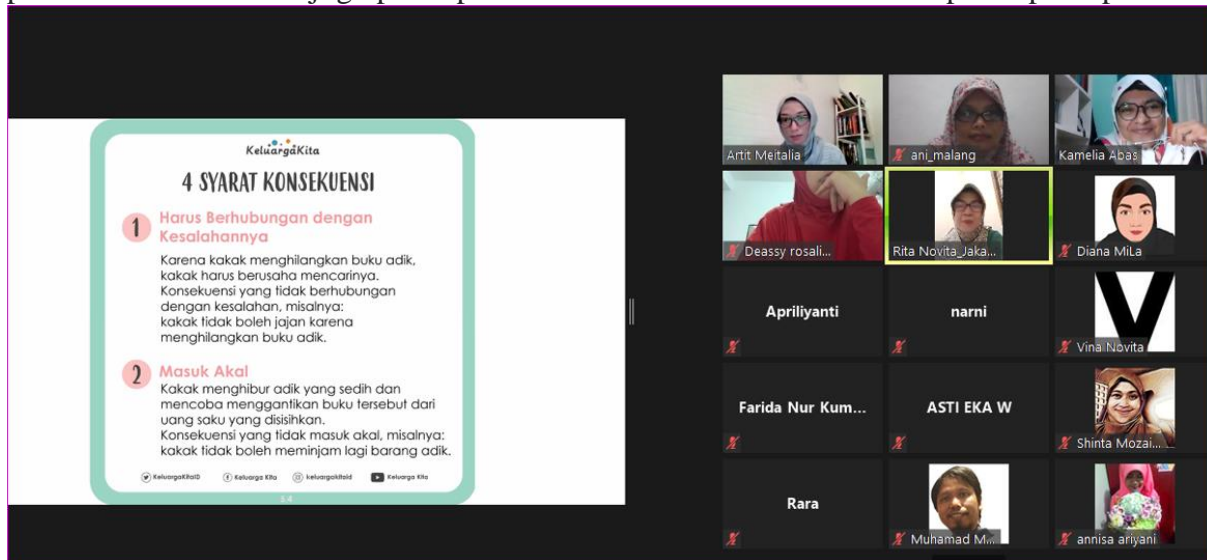 KeluargaKita
4 SYARAT KONSEKUENSI
1
Harus Berhubungan dengan
Kesalahannya
Karena kakak menghilangkan buku adik,
kakak harus berusaha mencarinya.
Konsekuensi yang tidak berhubungan
dengan kesalahan, misalnya:
kakak tidak boleh jajan karena
menghilangkan buku adik.
2
Masuk Akal
Kakak menghibur adik yang sedih dan
mencoba menggantikan buku tersebut dari
uang saku yang disisihkan.
Konsekuensi yang tidak masuk akal, misalnya:
kakak tidak boleh meminjam lagi barang adik.
KeluargaKitaID
Keluarga Kita
keluargakitaid
Keluarga Kita
Artit Meitalia
ani_malang
Kamelia Abas
Deassy rosali...
Rita Novita_Jaka...
Diana MiLa
Apriliyanti
narni
Vina Novita
Farida Nur Kum...
ASTI EKA W
Shinta Mozai...
Rara
Muhamad M...
annisa ariyani